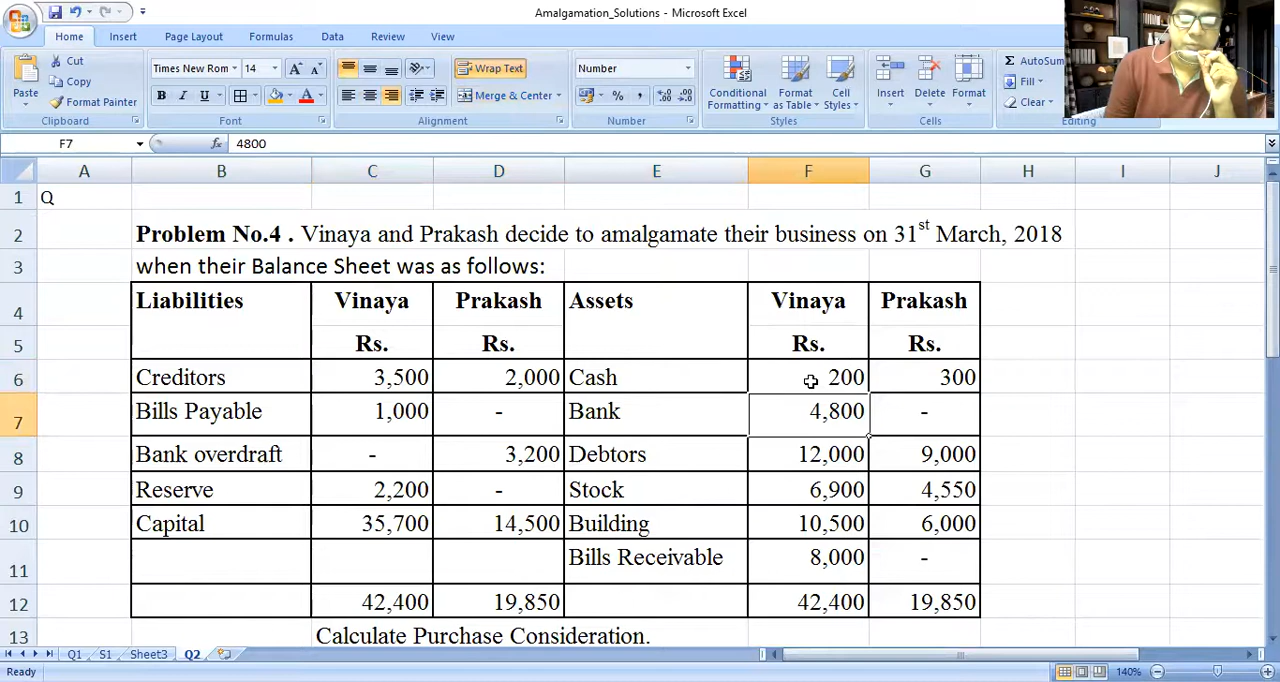 Amalgamation_Solutions - Microsoft Excel
Home Insert Page Layout Formulas Data Review View
Paste Cut Copy Format Painter Clipboard
Times New Rom 14 A A B I U A Font
Wrap Text Merge & Center Alignment
Number % , Number
Conditional Formatting Format as Table Cell Styles Styles
Insert Delete Format Cells
Σ AutoSum Fill Clear Editing
F7 fx 4800
A B C D E F G H I J
1 Q
2 Problem No.4 . Vinaya and Prakash decide to amalgamate their business on 31st March, 2018
3 when their Balance Sheet was as follows:
4 Liabilities Vinaya Prakash Assets Vinaya Prakash
5 Rs. Rs. Rs. Rs.
6 Creditors 3,500 2,000 Cash 200 300
7 Bills Payable 1,000 - Bank 4,800 -
8 Bank overdraft - 3,200 Debtors 12,000 9,000
9 Reserve 2,200 - Stock 6,900 4,550
10 Capital 35,700 14,500 Building 10,500 6,000
11 Bills Receivable 8,000 -
12 42,400 19,850 42,400 19,850
13 Calculate Purchase Consideration.
Q1 S1 Sheet3 Q2
Ready 140%